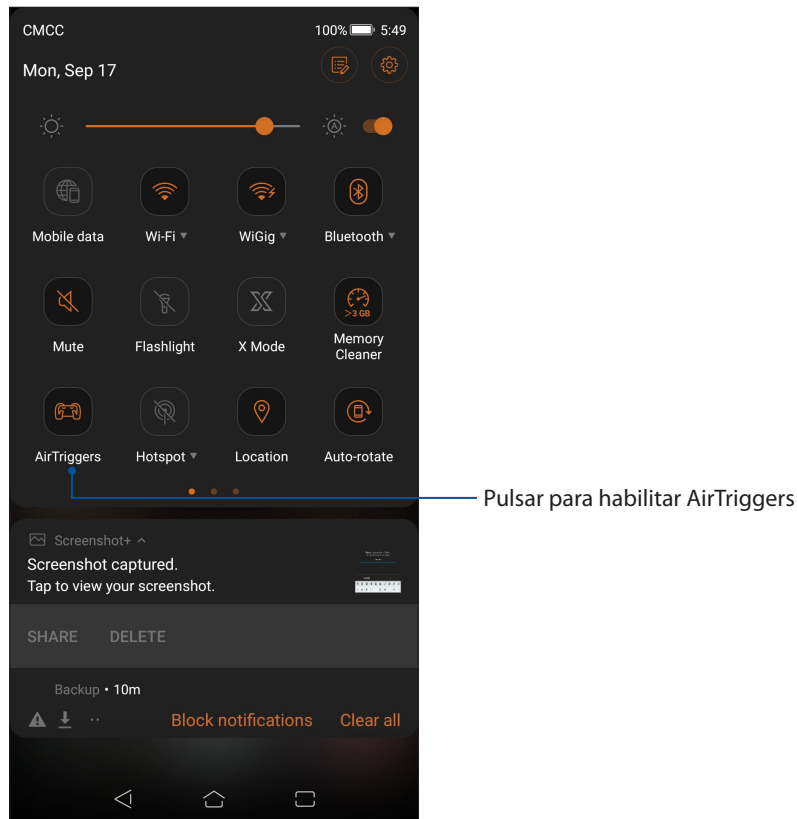 CMCC 100% 5:49
Mon, Sep 17
A
Mobile data Wi-Fi WiGig Bluetooth
>3 GB
Mute Flashlight X Mode Memory Cleaner
AirTriggers Hotspot Location Auto-rotate
Pulsar para habilitar AirTriggers
Screenshot+
Screenshot captured.
Tap to view your screenshot.
SHARE DELETE
Backup • 10m
Block notifications Clear all